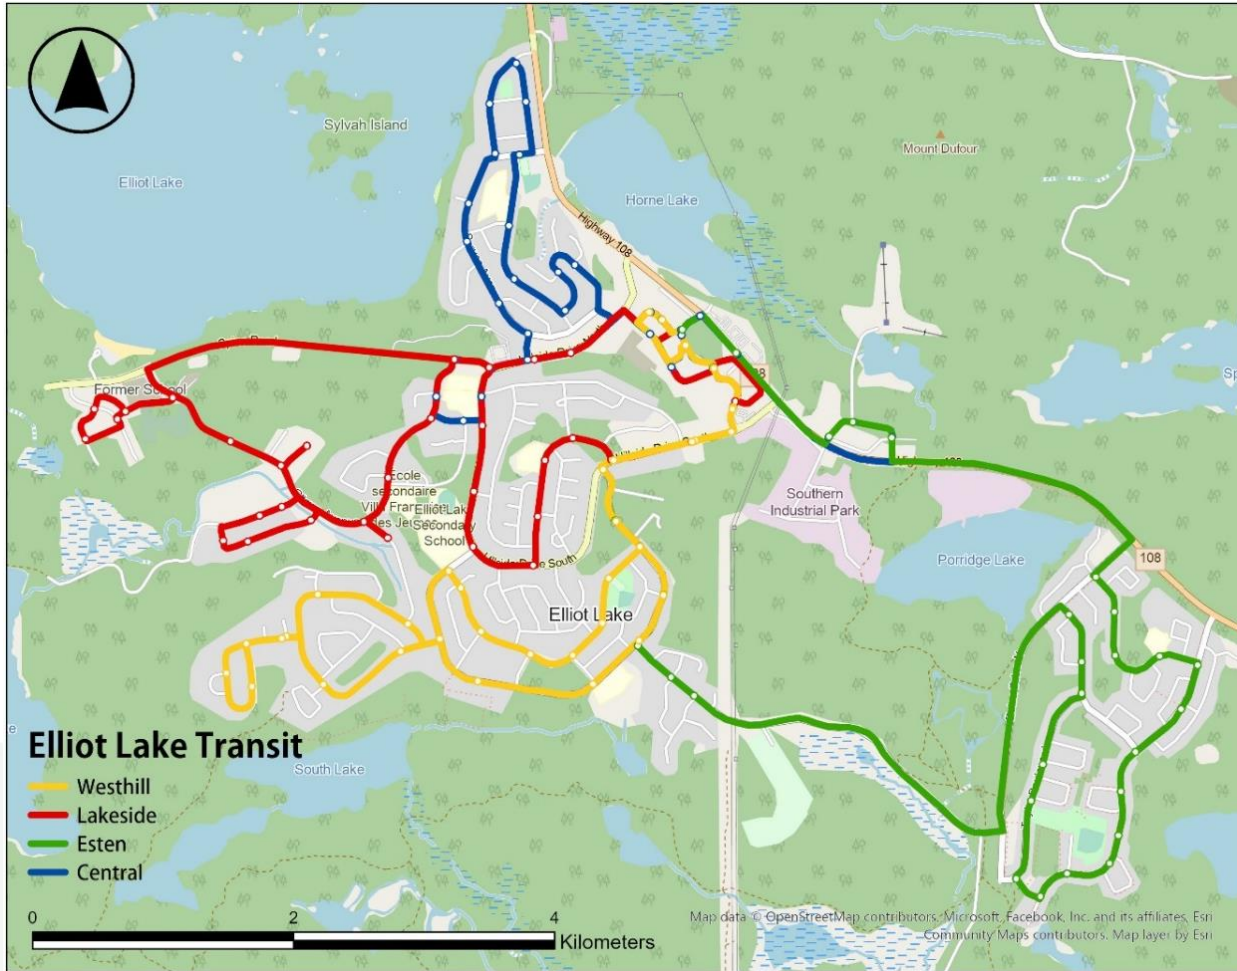 Sylvah Island
Mount Dufour
Elliot Lake
Horne Lake
Highway 108
Former School
108
École
secondaire
Elliot Lake
Secondary
School
Southern
Industrial Park
Porridge Lake
108
Elliot Lake
South Lake
Elliot Lake Transit
Westhill
Lakeside
Esten
Central
0 2 4
Kilometers
Map data © OpenStreetMap contributors, Microsoft, Facebook, Inc. and its affiliates, Esri
Community Maps contributors. Map layer by Esri